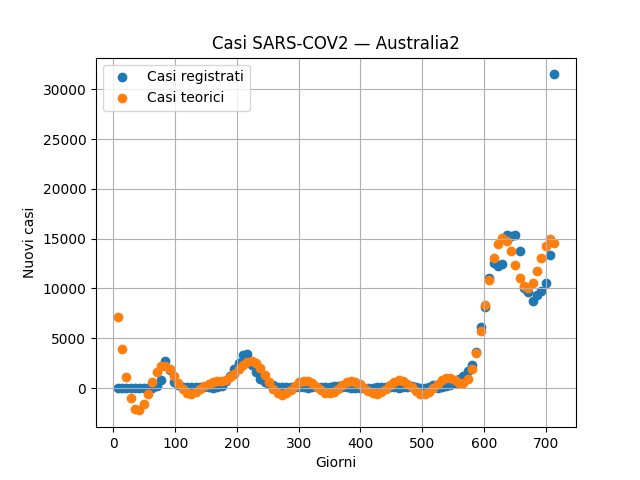 Casi SARS-COV2 — Australia2
Casi registrati
Casi teorici
Nuovi casi
30000
25000
20000
15000
10000
5000
0
0 100 200 300 400 500 600 700
Giorni